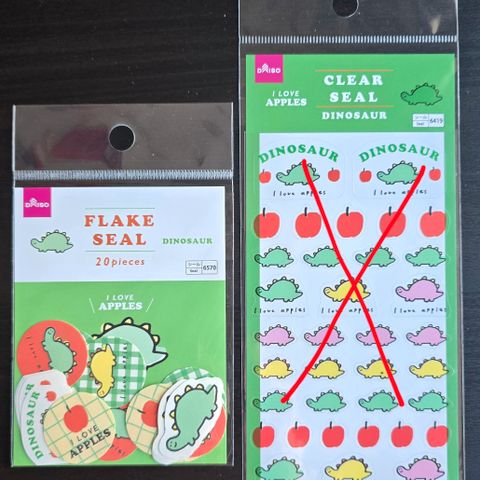 DAISO
FLAKE
SEAL
DINOSAUR
20pieces
シール
Seal
6570
I LOVE
APPLES
DINOSAUR
I LOVE
APPLES
DAISO
I LOVE
APPLES
CLEAR
SEAL
DINOSAUR
シール
Seal
6419
DINOSAUR
I love apples
DINOSAUR
I love apples
I love apples
I love apples
I love apples